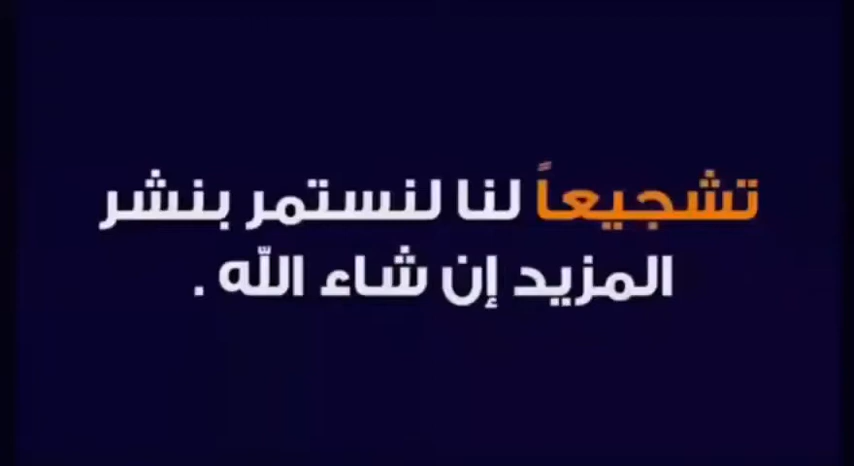 تشجيعاً لنا لنستمر بنشر
المزيد إن شاء الله .